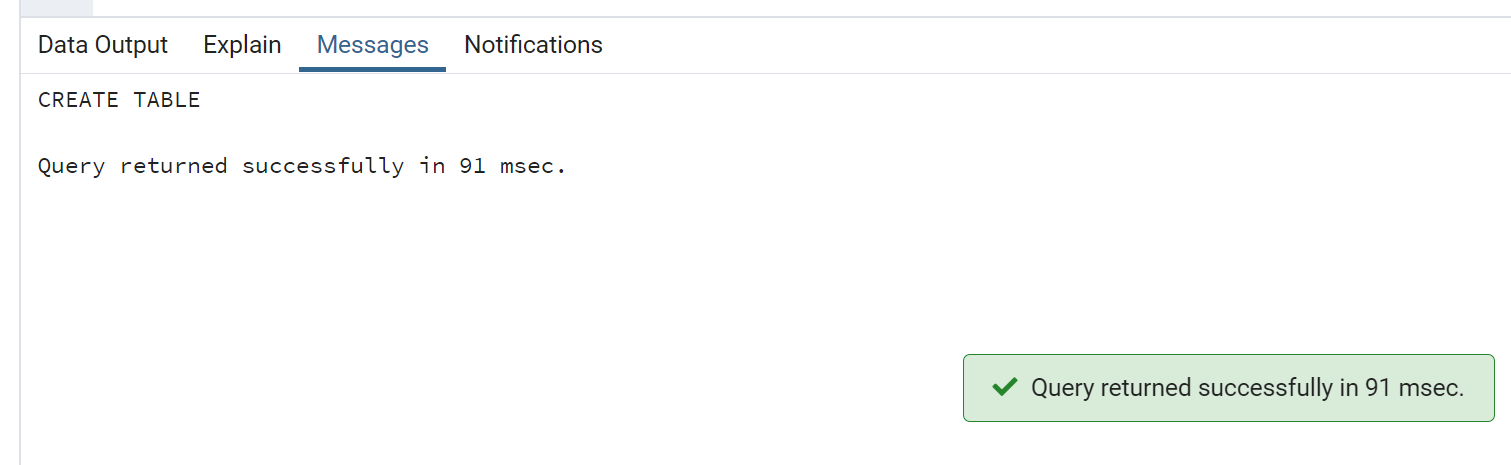 Data Output Explain Messages Notifications
CREATE TABLE
Query returned successfully in 91 msec.
Query returned successfully in 91 msec.